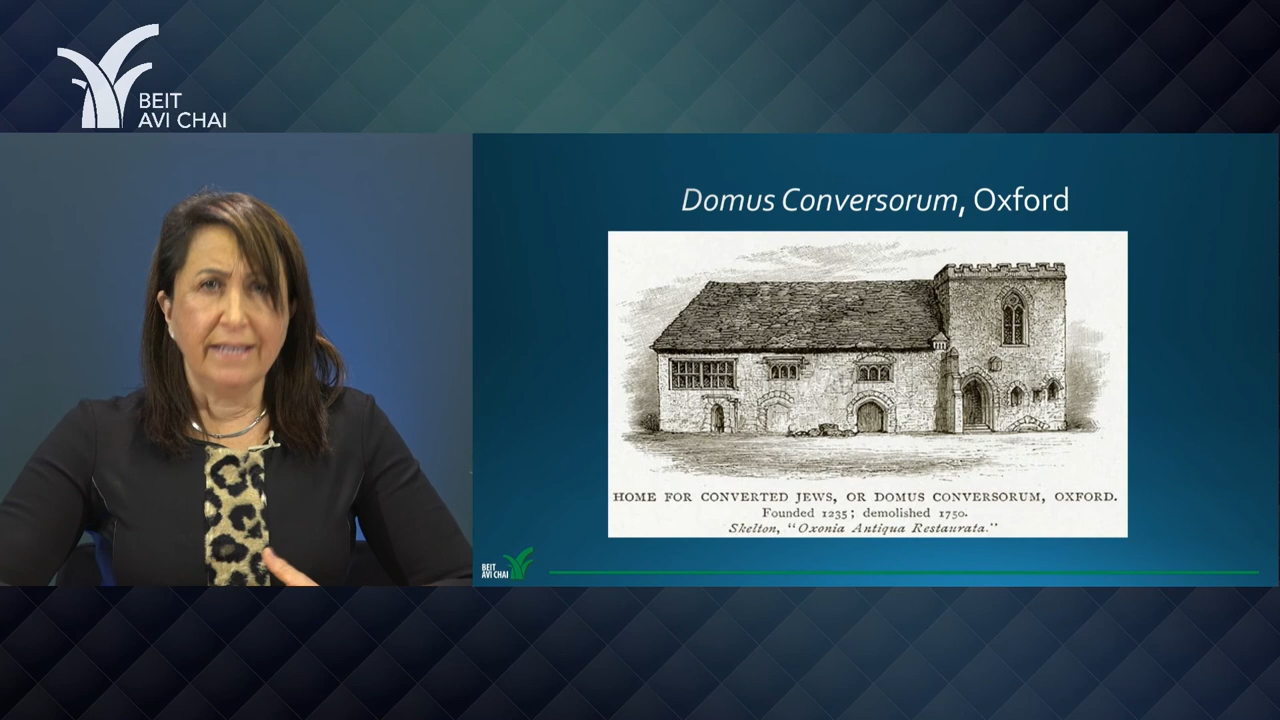 BEIT
AVI CHAI
Domus Conversorum, Oxford
HOME FOR CONVERTED JEWS, OR DOMUS CONVERSORUM, OXFORD.
Founded 1235; demolished 1750.
Skelton, "Oxonia Antiqua Restaurata."
BEIT
AVI CHAI